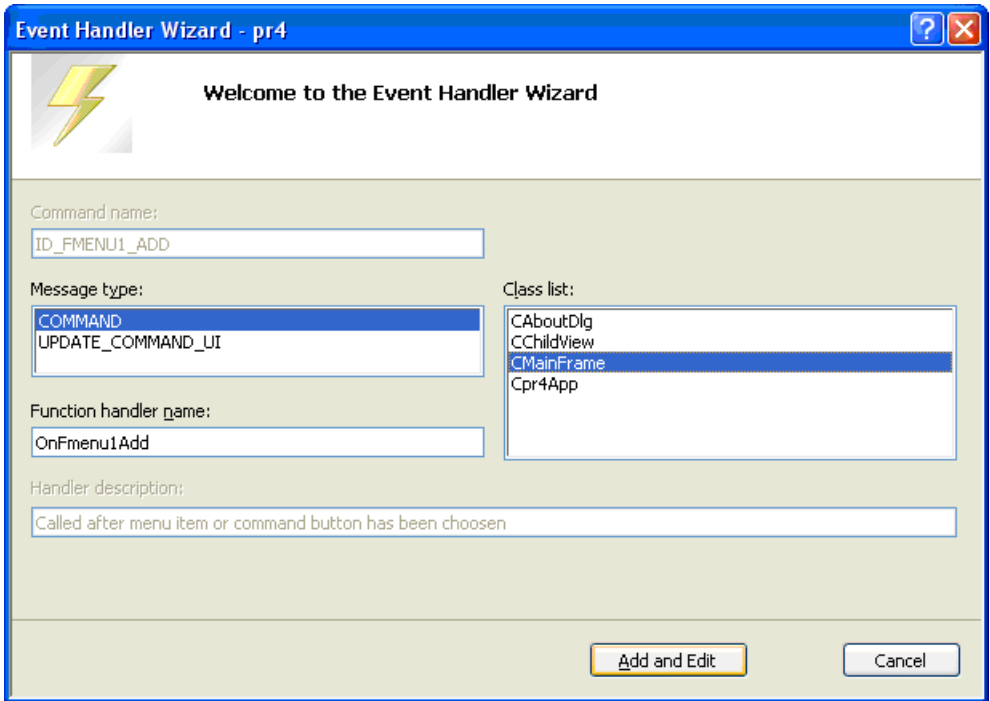 Event Handler Wizard - pr4
Welcome to the Event Handler Wizard
Command name:
ID_FMENU1_ADD
Message type:
COMMAND
UPDATE_COMMAND_UI
Class list:
CAboutDlg
CChildView
CMainFrame
Cpr4App
Function handler name:
OnFmenu1Add
Handler description:
Called after menu item or command button has been choosen
Add and Edit
Cancel